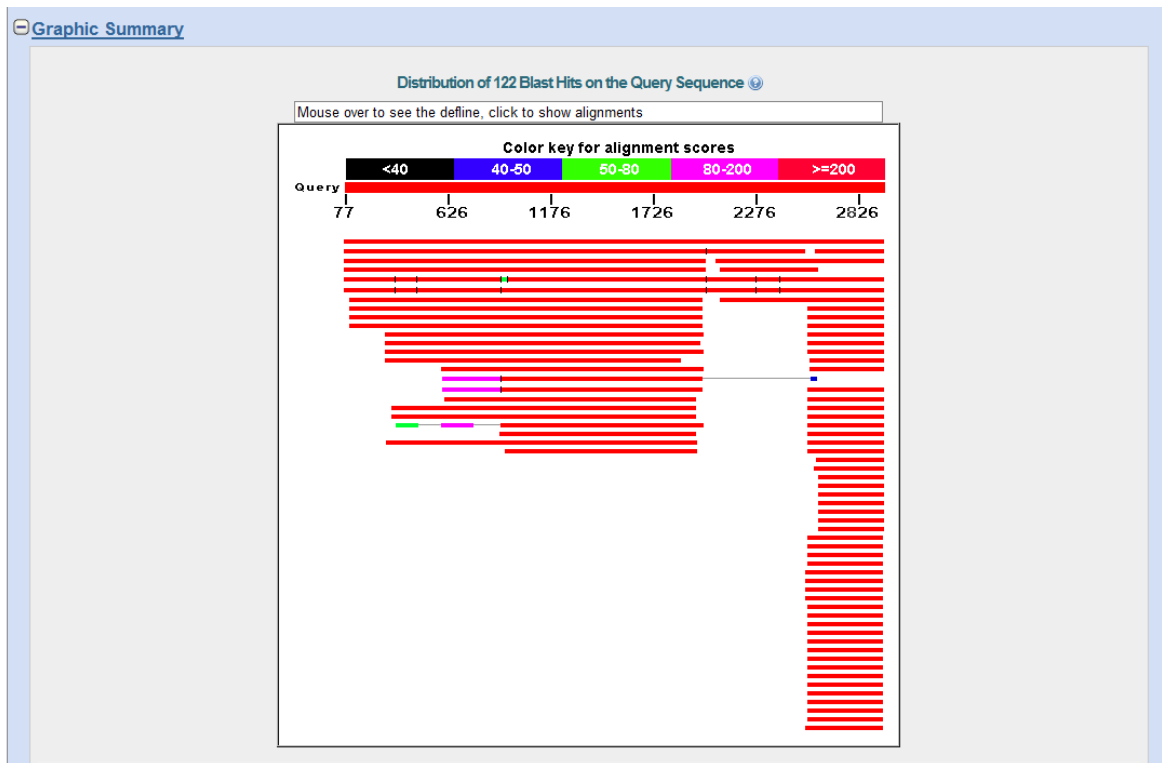 Graphic Summary
Distribution of 122 Blast Hits on the Query Sequence
Mouse over to see the defline, click to show alignments
Color key for alignment scores
<40 40-50 50-80 80-200 >=200
Query
77 626 1176 1726 2276 2826